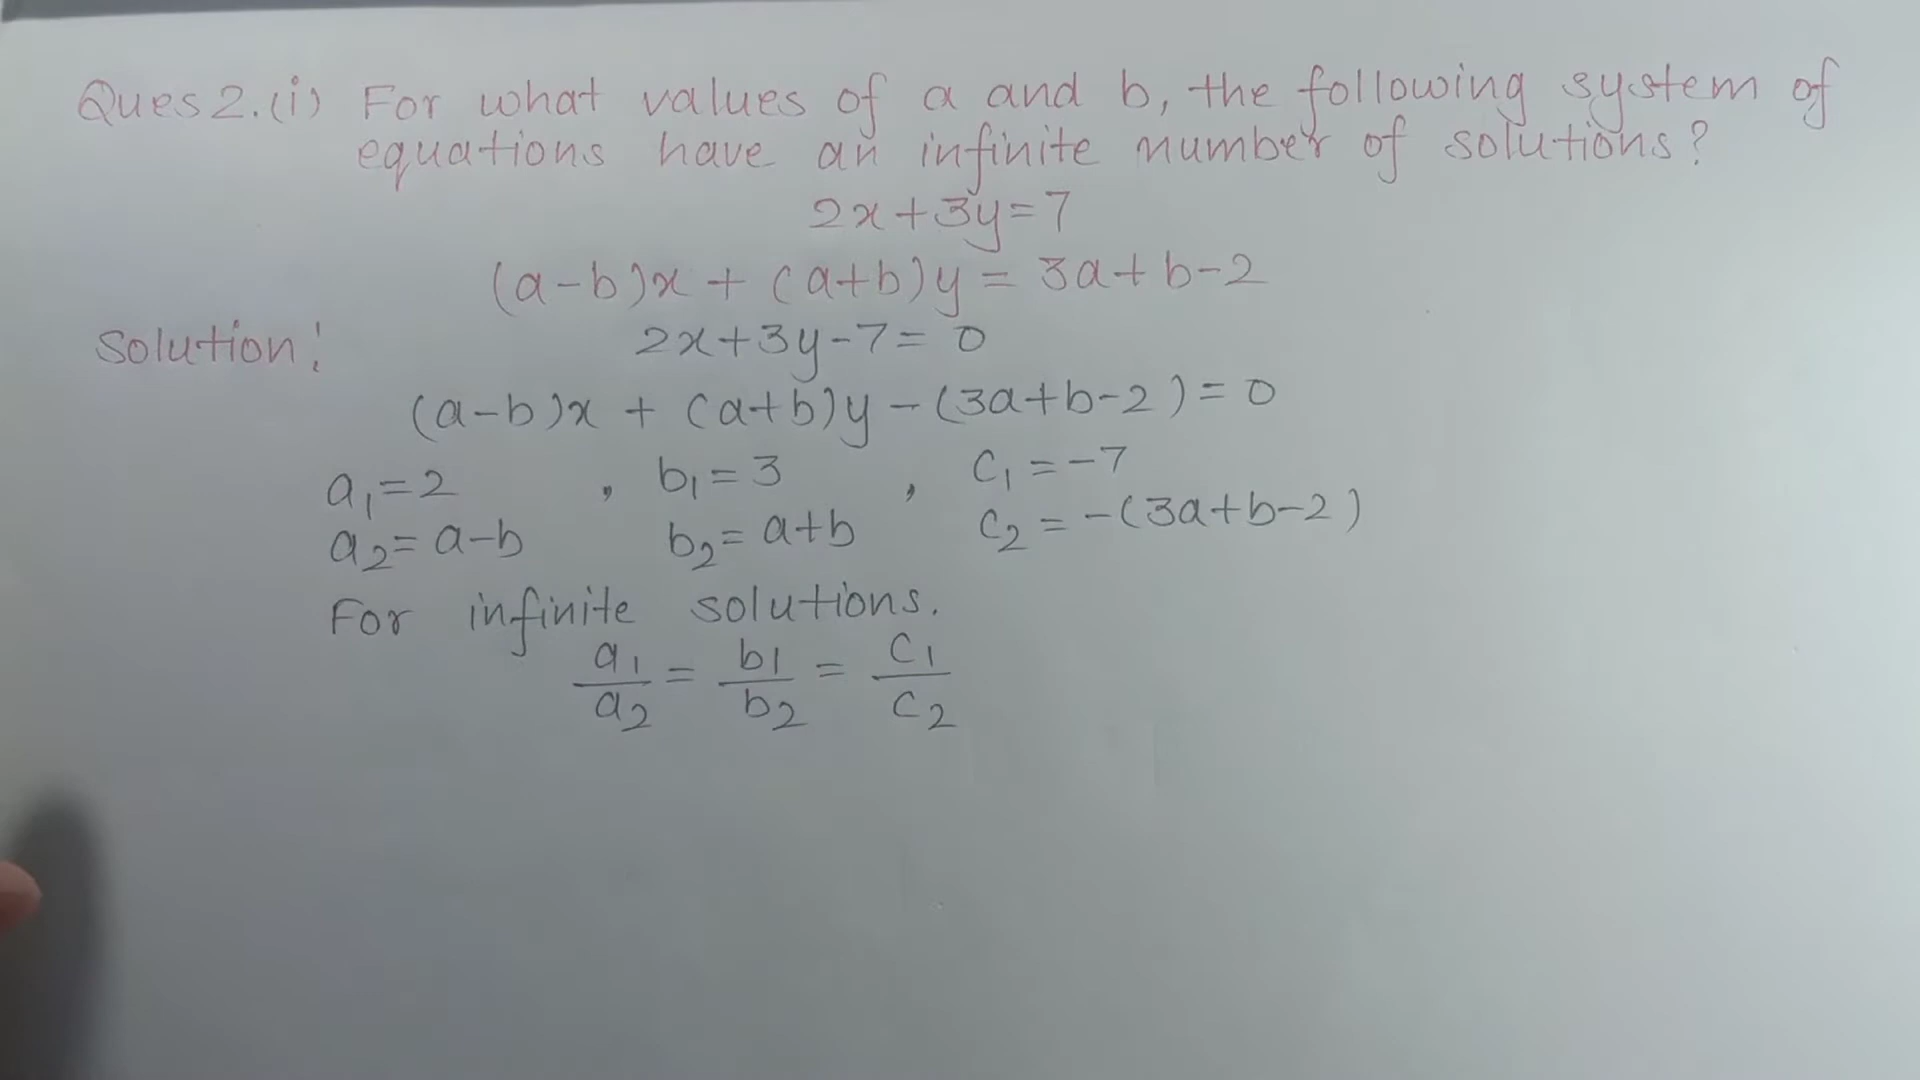 Ques 2.(i) For what values of a and b, the following system of
equations have an infinite number of solutions?
2x+3y=7
(a-b)x + (a+b)y = 3a+b-2
Solution:
2x+3y-7=0
(a-b)x + (a+b)y - (3a+b-2)=0
a₁=2 , b₁=3 , c₁=-7
a₂=a-b b₂=a+b c₂=-(3a+b-2)
For infinite solutions.
a₁/a₂ = b₁/b₂ = c₁/c₂